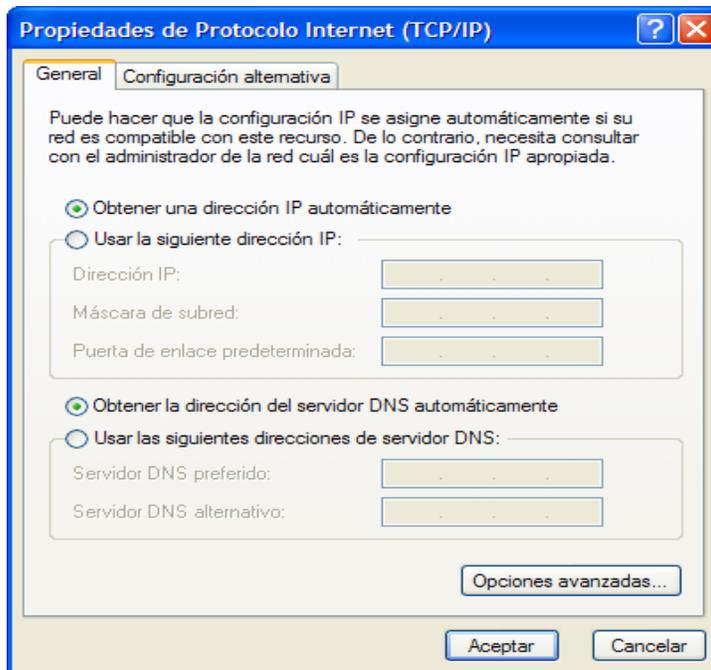 Propiedades de Protocolo Internet (TCP/IP)
General
Configuración alternativa
Puede hacer que la configuración IP se asigne automáticamente si su
red es compatible con este recurso. De lo contrario, necesita consultar
con el administrador de la red cuál es la configuración IP apropiada.
Obtener una dirección IP automáticamente
Usar la siguiente dirección IP:
Dirección IP:
Máscara de subred:
Puerta de enlace predeterminada:
Obtener la dirección del servidor DNS automáticamente
Usar las siguientes direcciones de servidor DNS:
Servidor DNS preferido:
Servidor DNS alternativo:
Opciones avanzadas...
Aceptar
Cancelar